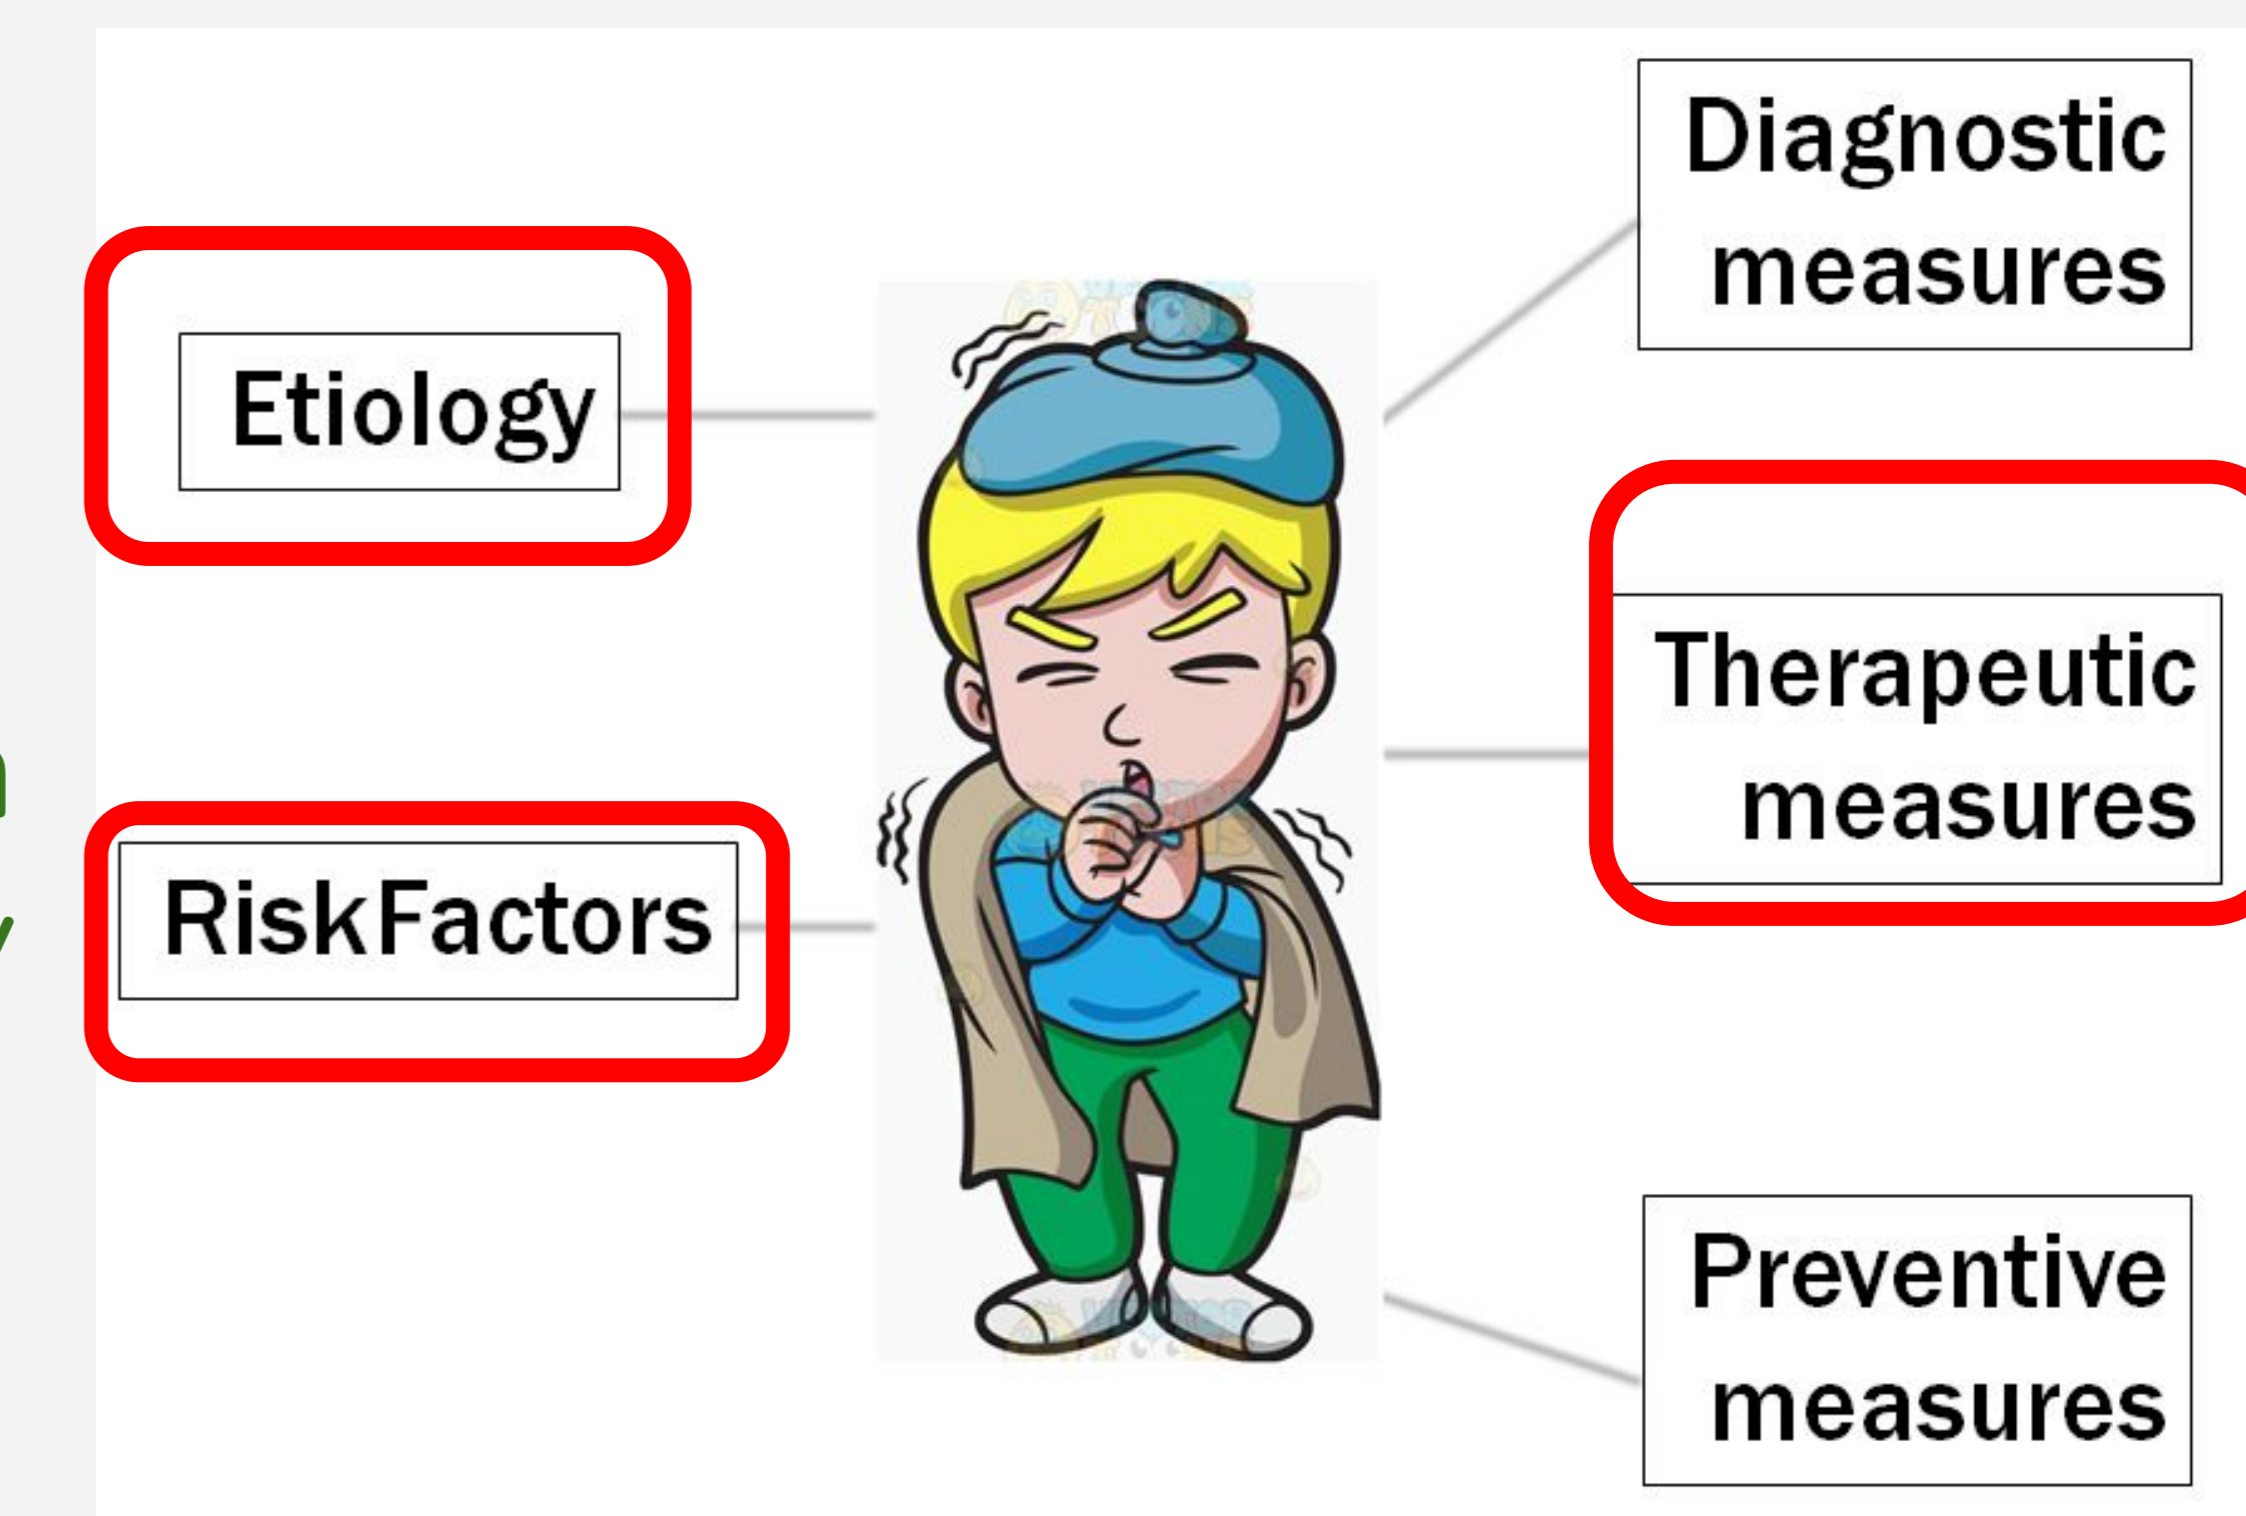 Etiology
RiskFactors
Diagnostic
measures
Therapeutic
measures
Preventive
measures